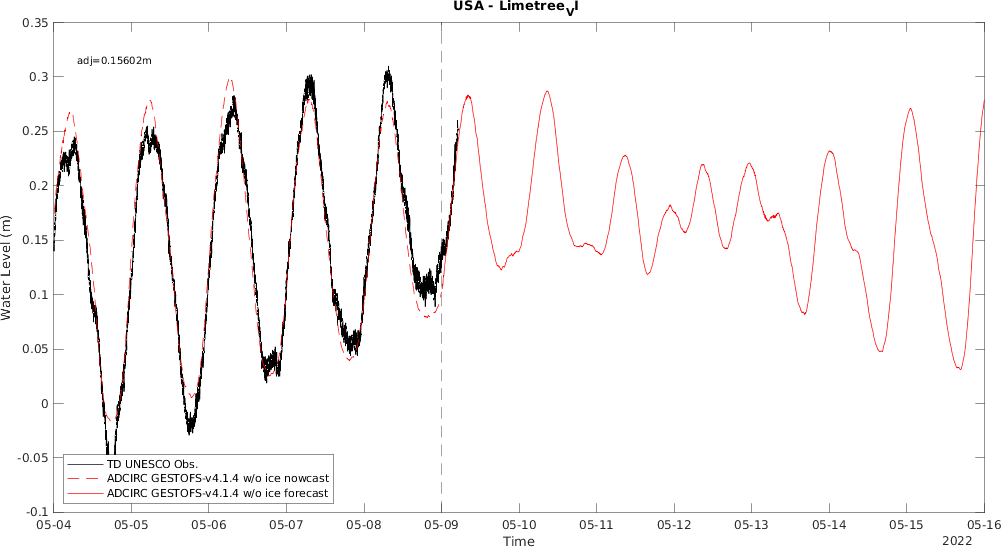 USA - Limetree_VI
0.35
0.3
0.25
0.2
0.15
0.1
0.05
0
-0.05
-0.1
Water Level (m)
adj=0.15602m
TD UNESCO Obs.
ADCIRC GESTOFS-v4.1.4 w/o ice nowcast
ADCIRC GESTOFS-v4.1.4 w/o ice forecast
05-04 05-05 05-06 05-07 05-08 05-09 05-10 05-11 05-12 05-13 05-14 05-15 05-16
Time
2022